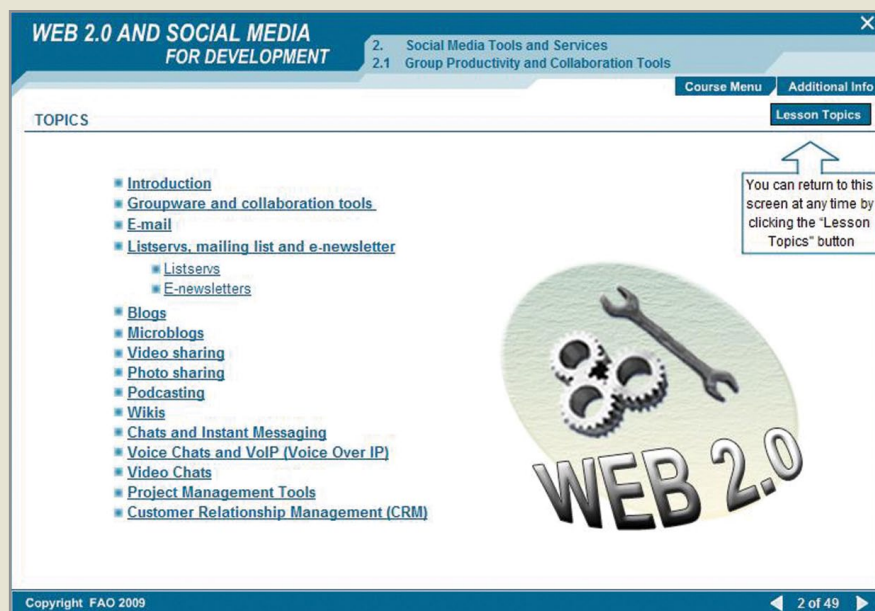 WEB 2.0 AND SOCIAL MEDIA
FOR DEVELOPMENT
2. Social Media Tools and Services
2.1 Group Productivity and Collaboration Tools
Course Menu
Additional Info
Lesson Topics
TOPICS
You can return to this
screen at any time by
clicking the "Lesson
Topics" button
Introduction
Groupware and collaboration tools
E-mail
Listservs, mailing list and e-newsletter
Listservs
E-newsletters
Blogs
Microblogs
Video sharing
Photo sharing
Podcasting
Wikis
Chats and Instant Messaging
Voice Chats and VoIP (Voice Over IP)
Video Chats
Project Management Tools
Customer Relationship Management (CRM)
WEB 2.0
Copyright FAO 2009
2 of 49